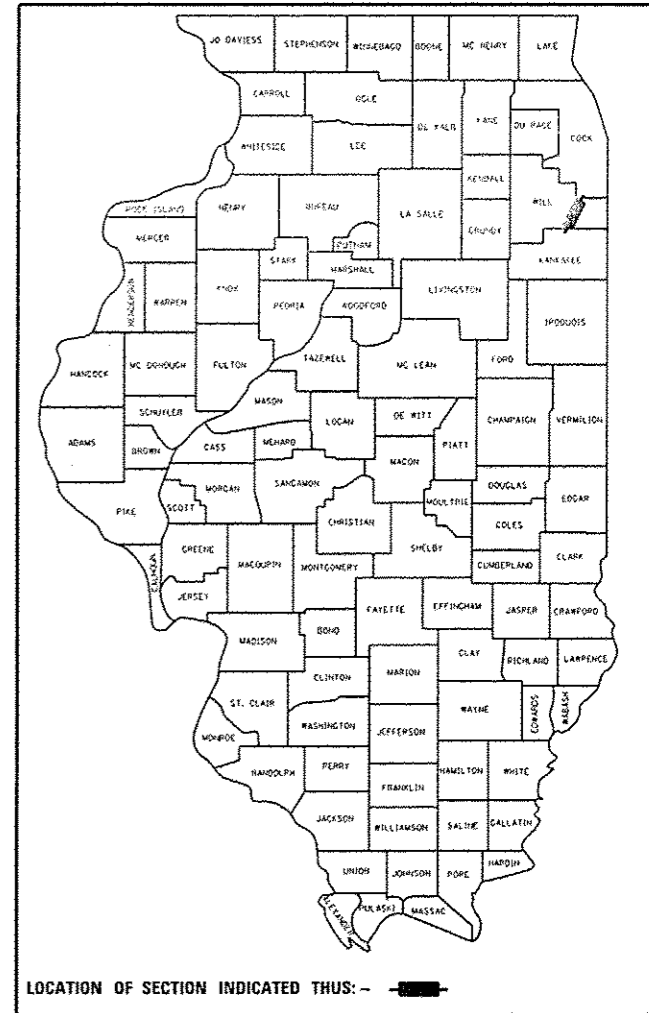 JO DAVIESS STEPHENSON WINNEBAGO BOONE MC HENRY LAKE
CARROLL OGLE
DE KALB KANE DU PAGE COOK
WHITESIDE LEE
KENDALL
ROCK ISLAND HENRY BUREAU LA SALLE WILL
GRUNDY
MERCER PUTNAM
STARK MARSHALL KANKAKEE
HENDERSON WARREN KNOX PEORIA WOODFORD LIVINGSTON
IROQUOIS
HANCOCK MC DONOUGH FULTON TAZEWELL MC LEAN FORD
MASON
SCHUYLER LOGAN DE WITT CHAMPAIGN VERMILION
ADAMS BROWN CASS MENARD PIATT
MACON
MORGAN SANGAMON DOUGLAS
PIKE SCOTT MOULTRIE EDGAR
CHRISTIAN COLES
GREENE SHELBY
CALHOUN MACOUPIN MONTGOMERY CUMBERLAND CLARK
JERSEY
FAYETTE EFFINGHAM JASPER CRAWFORD
MADISON BOND
CLAY RICHLAND LAWRENCE
CLINTON MARION
ST. CLAIR WAYNE EDWARDS WABASH
WASHINGTON JEFFERSON
MONROE
RANDOLPH PERRY HAMILTON WHITE
FRANKLIN
JACKSON WILLIAMSON SALINE GALLATIN
UNION JOHNSON POPE HARDIN
ALEXANDER PULASKI MASSAC
LOCATION OF SECTION INDICATED THUS: -